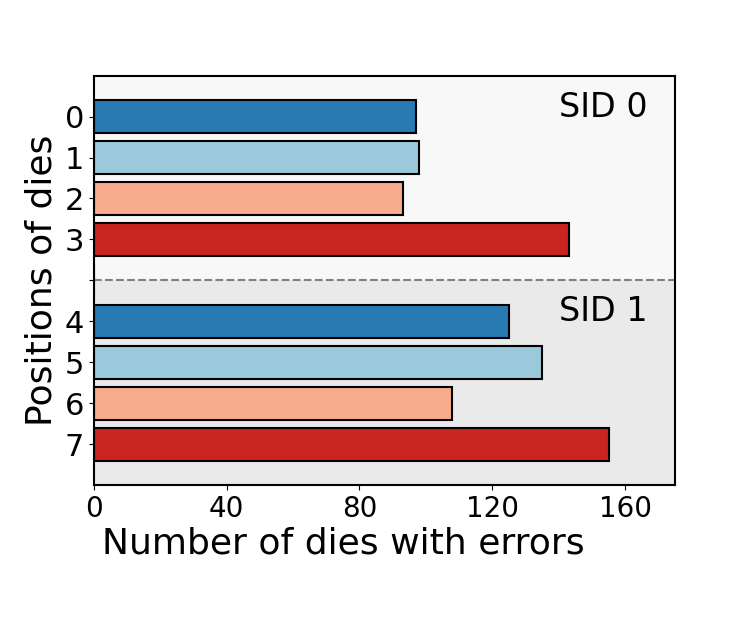 Positions of dies
SID 0
0
1
2
3
SID 1
4
5
6
7
0 40 80 120 160
Number of dies with errors